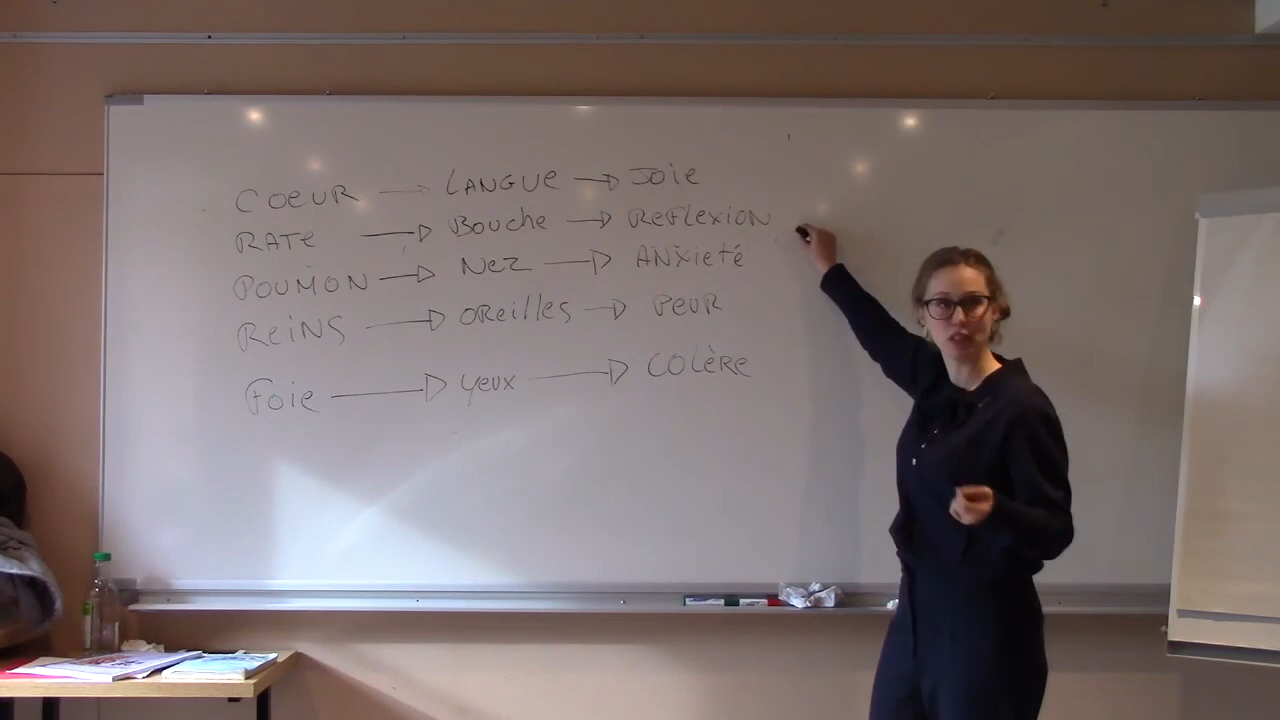 COEUR → LANGUE → JOIE
RATE → BOUCHE → REFLEXION
POUMON → NEZ → ANXIETÉ
REINS → OREILLES → PEUR
FOIE → YEUX → COLÈRE